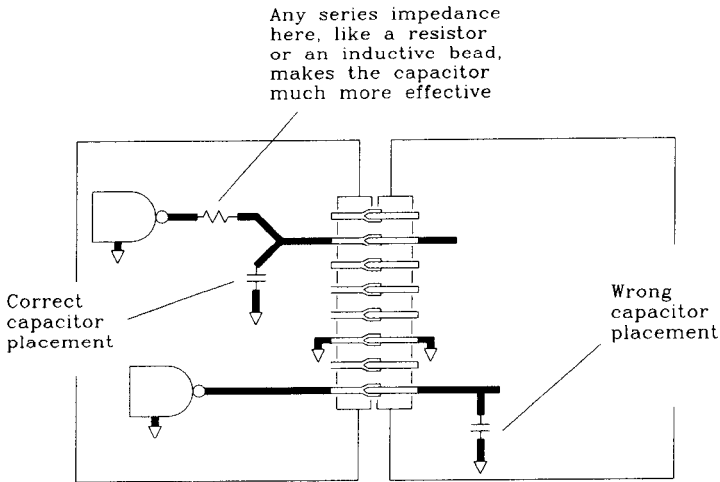 Any series impedance
here, like a resistor
or an inductive bead,
makes the capacitor
much more effective
Correct
capacitor
placement
Wrong
capacitor
placement